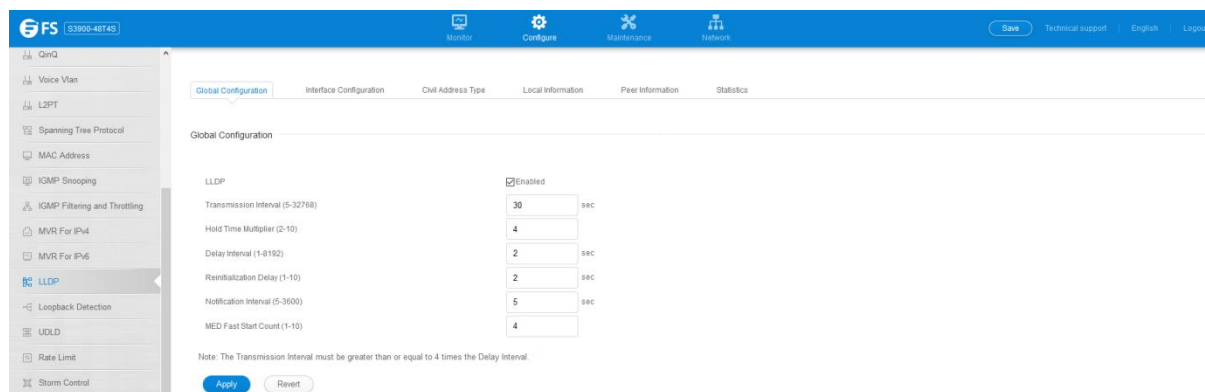 FS S3900-48T4S
Monitor Configure Maintenance Network
Save Technical support English Logou
QinQ
Voice Vlan
Global Configuration Interface Configuration Civil Address Type Local Information Peer Information Statistics
L2PT
Spanning Tree Protocol
Global Configuration
MAC Address
IGMP Snooping
LLDP Enabled
IGMP Filtering and Throttling
Transmission Interval (5-32768) 30 sec
MVR For IPv4
Hold Time Multiplier (2-10) 4
MVR For IPv6
Delay Interval (1-8192) 2 sec
LLDP
Reinitialization Delay (1-10) 2 sec
Loopback Detection
Notification Interval (5-3600) 5 sec
UDLD
MED Fast Start Count (1-10) 4
Rate Limit
Note: The Transmission Interval must be greater than or equal to 4 times the Delay Interval.
Storm Control
Apply Revert